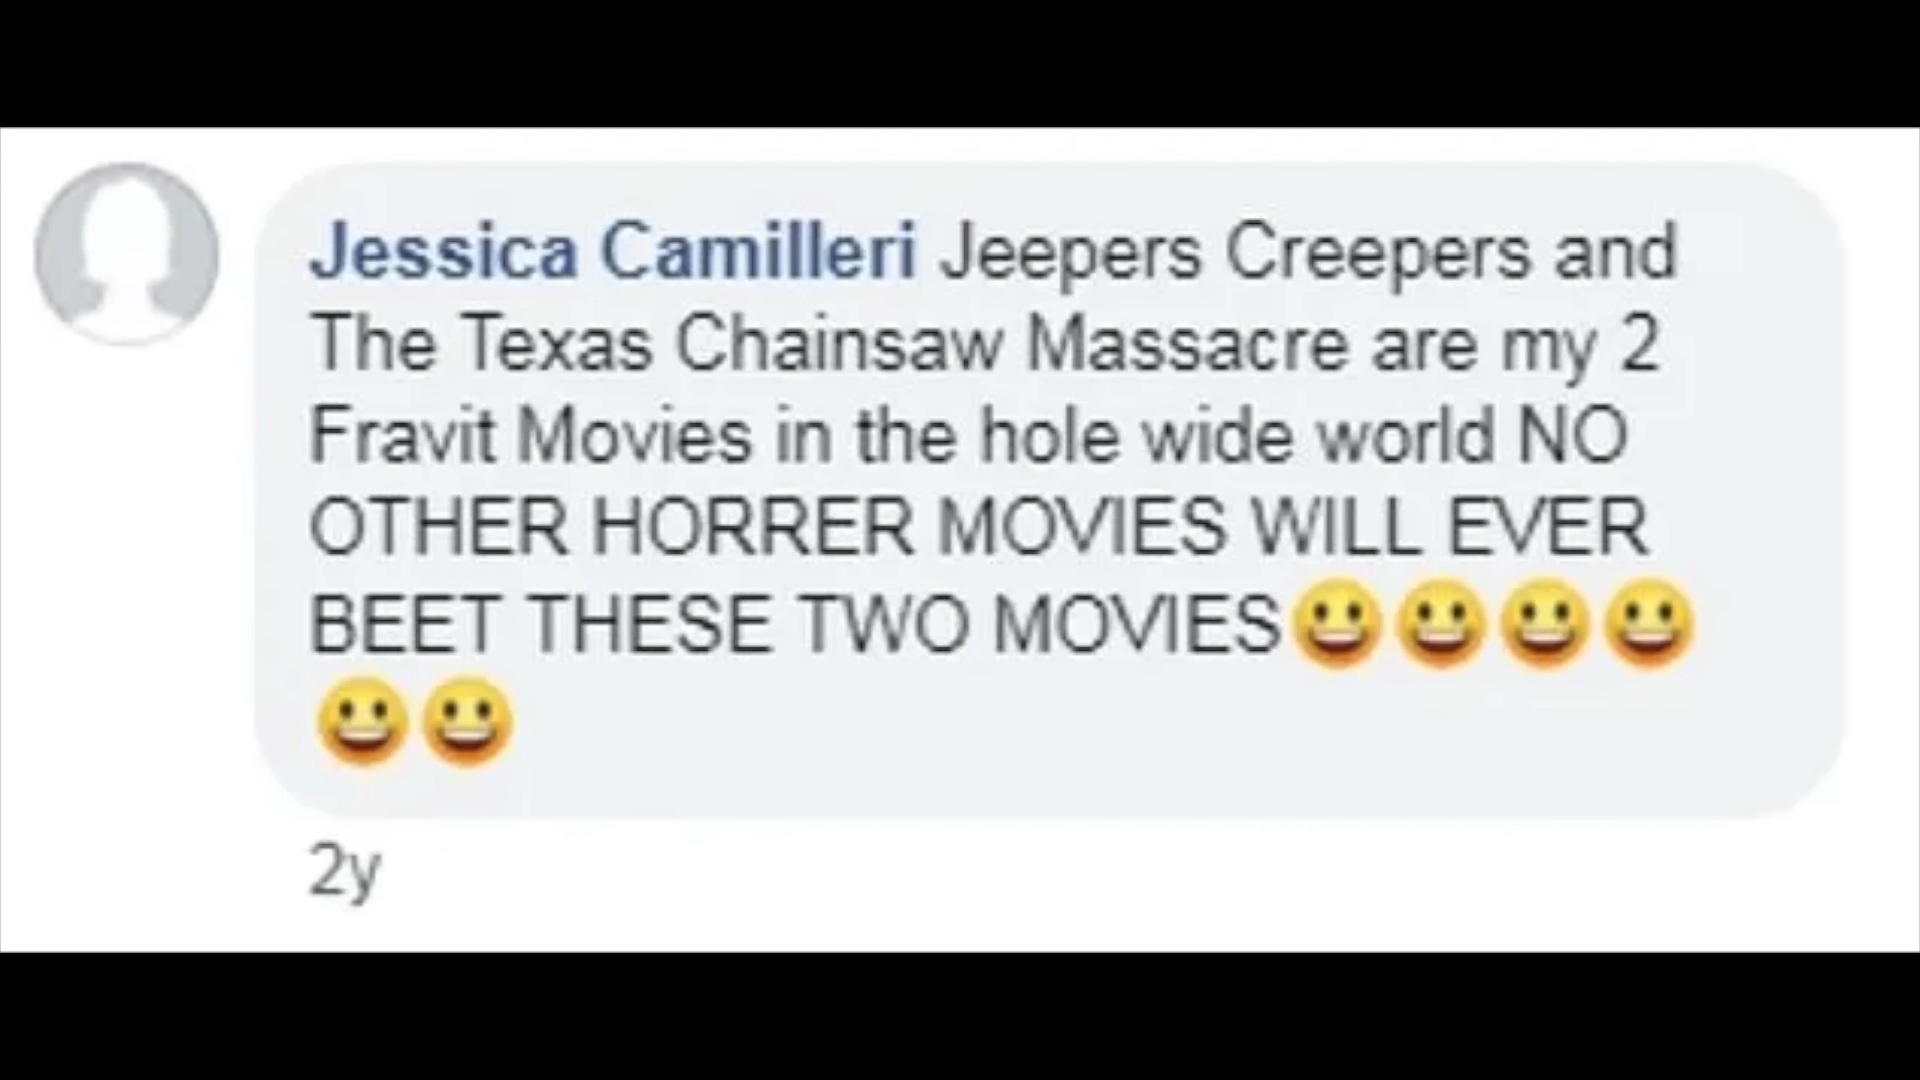 Jessica Camilleri Jeepers Creepers and
The Texas Chainsaw Massacre are my 2
Fravit Movies in the hole wide world NO
OTHER HORRER MOVIES WILL EVER
BEET THESE TWO MOVIES😀😀😀😀
😀😀
2y